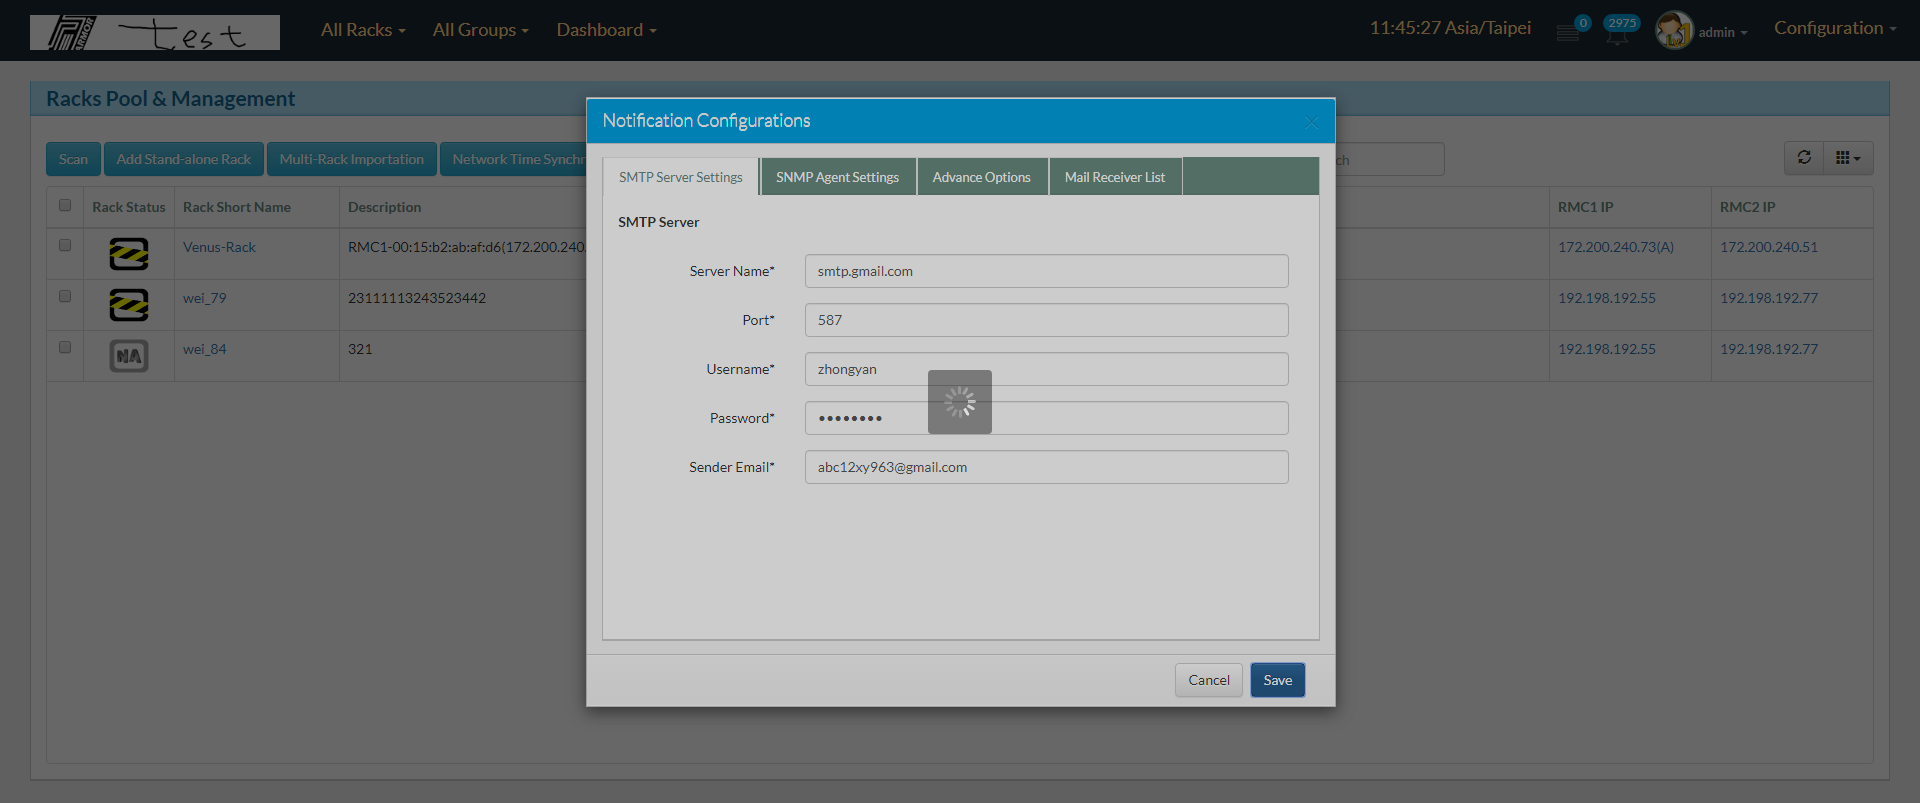 ARMOR test
All Racks
All Groups
Dashboard
11:45:27 Asia/Taipei
0
2975
admin
Configuration
Racks Pool & Management
Scan
Add Stand-alone Rack
Multi-Rack Importation
Network Time Synchr
ch
Rack Status
Rack Short Name
Description
RMC1 IP
RMC2 IP
Venus-Rack
RMC1-00:15:b2:ab:af:d6(172.200.240.
172.200.240.73(A)
172.200.240.51
wei_79
23111113243523442
192.198.192.55
192.198.192.77
NA
wei_84
321
192.198.192.55
192.198.192.77
Notification Configurations
SMTP Server Settings
SNMP Agent Settings
Advance Options
Mail Receiver List
SMTP Server
Server Name*
smtp.gmail.com
Port*
587
Username*
zhongyan
Password*
••••••••
Sender Email*
abc12xy963@gmail.com
Cancel
Save